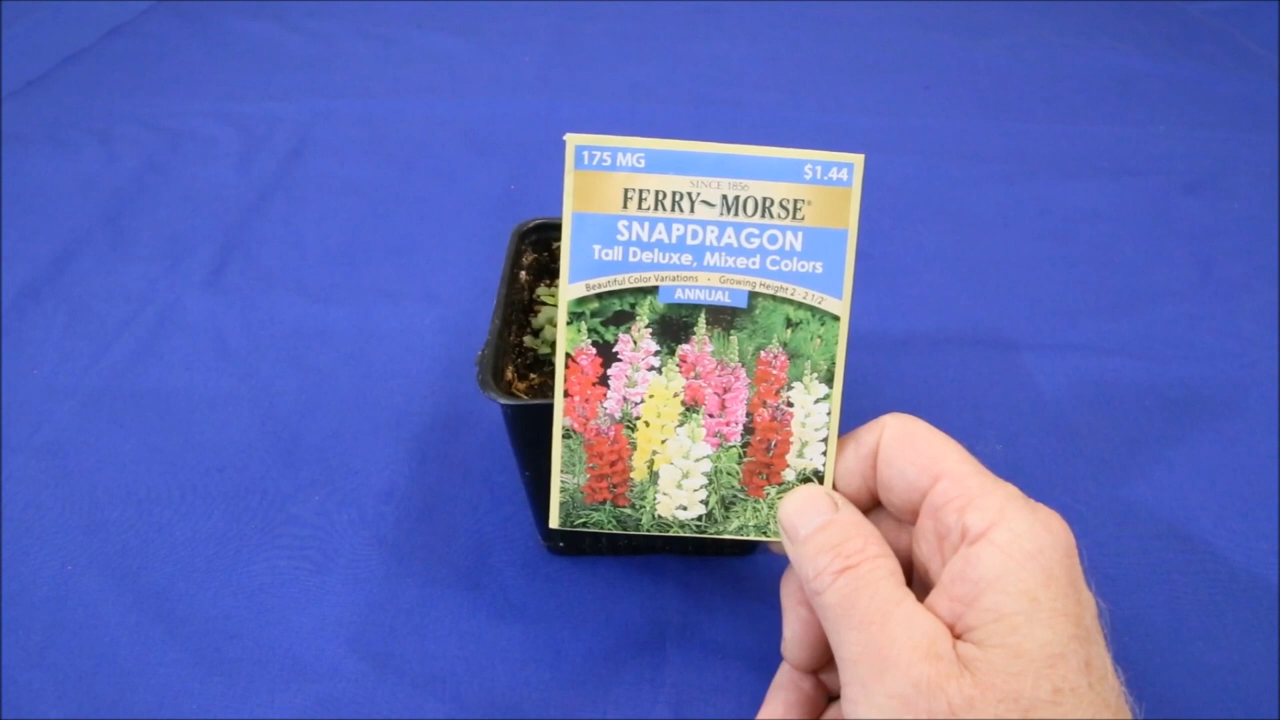 175 MG
$1.44
SINCE 1856
FERRY~MORSE®
SNAPDRAGON
Tall Deluxe, Mixed Colors
Beautiful Color Variations • Growing Height 2 - 2 1/2'
ANNUAL